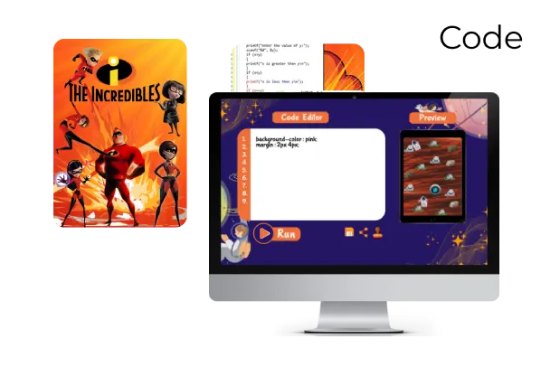 Code
THE INCREDIBLES
printf("Enter the value of y:");
scanf("%d", &y);
if (x>y)
printf("x is greater than y\n");
if (x<y)
printf("x is less than y\n");
Code Editor
Preview
1.
2.
3.
4.
5.
6.
7.
8.
9.
background-color : pink;
margin : 2px 4px;
Run